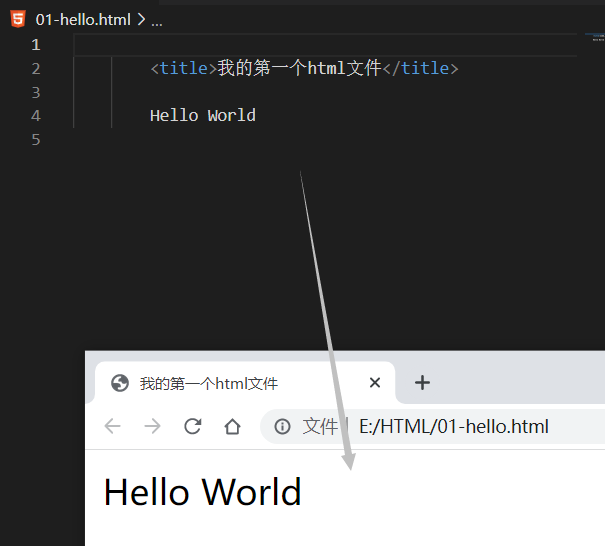 01-hello.html > ...
1
2 <title>我的第一个html文件</title>
3
4 Hello World
5
我的第一个html文件
文件 | E:/HTML/01-hello.html
Hello World